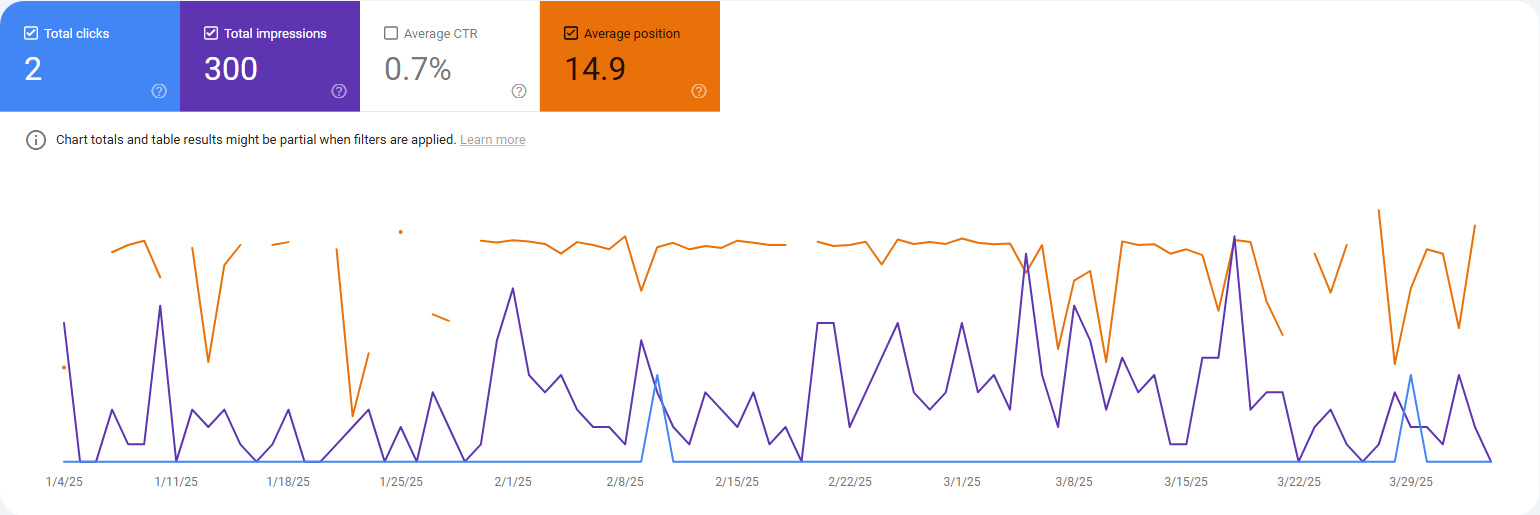 Total clicks
2
Total impressions
300
Average CTR
0.7%
Average position
14.9
Chart totals and table results might be partial when filters are applied. Learn more
1/4/25 1/11/25 1/18/25 1/25/25 2/1/25 2/8/25 2/15/25 2/22/25 3/1/25 3/8/25 3/15/25 3/22/25 3/29/25